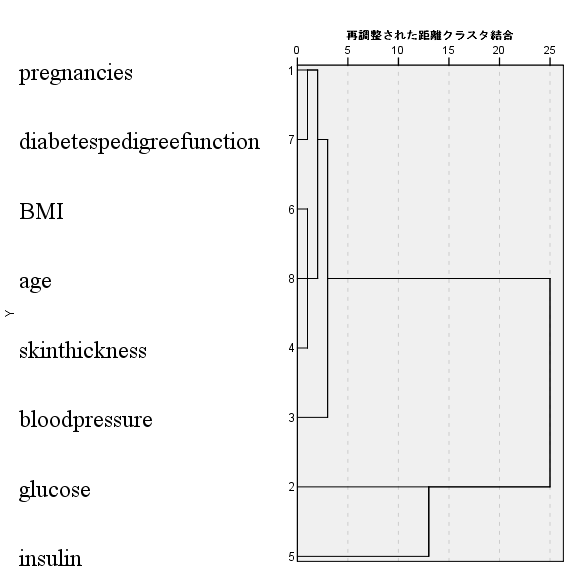 再調整された距離クラスタ結合
0 5 10 15 20 25
pregnancies 1
diabetespedigreefunction 7
BMI 6
age 8
Y
skinthickness 4
bloodpressure 3
glucose 2
insulin 5